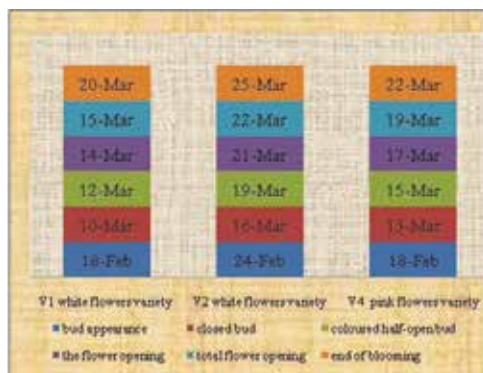 20-Mar 25-Mar 22-Mar
15-Mar 22-Mar 19-Mar
14-Mar 21-Mar 17-Mar
12-Mar 19-Mar 15-Mar
10-Mar 16-Mar 13-Mar
18-Feb 24-Feb 18-Feb
V1 white flowers variety V2 white flowers variety V4 pink flowers variety
bud appearance closed bud coloured half-open/bud
the flower opening total flower opening end of blooming